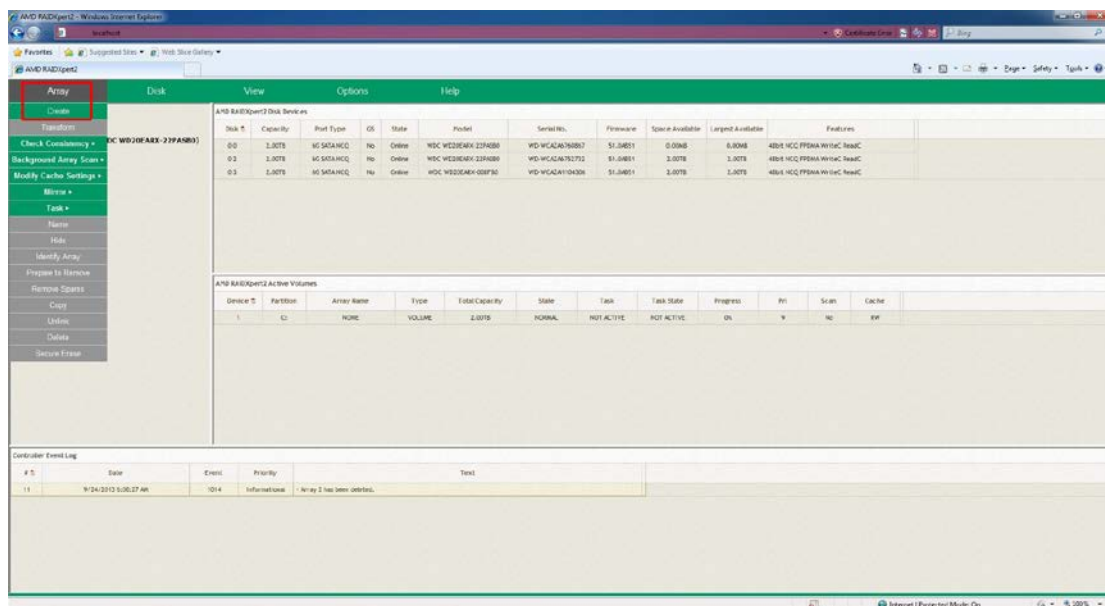 AMD RAIDXpert2 - Windows Internet Explorer
localhost
Certificate Error
Bing
Favorites Suggested Sites Web Slice Gallery
AMD RAIDXpert2
Page Safety Tools
Array Disk View Options Help
Create
Transform
Check Consistency
Background Array Scan
Modify Cache Settings
Mirror
Task
Name
Hide
Identify Array
Prepare to Remove
Remove Spares
Copy
Unlink
Delete
Secure Erase
DC WD20EARX-22PASB0)
AMD RAIDXpert2 Disk Devices
Disk Capacity Port Type OS State Model Serial No. Firmware Space Available Largest Available Features
0:0 2.00TB 6G SATA NCQ No Online WDC WD20EARX-22PASB0 51.0AB51 0.00MB 0.00MB 48bit NCQ FPDMA WriteC ReadC
0:2 2.00TB 6G SATA NCQ No Online WDC WD20EARX-22PASB0 51.0AB51 2.00TB 2.00TB 48bit NCQ FPDMA WriteC ReadC
0:3 2.00TB 6G SATA NCQ No Online 51.0AB51 2.00TB 2.00TB 48bit NCQ FPDMA WriteC ReadC
AMD RAIDXpert2 Active Volumes
Device Partition Array Name Type Total Capacity State Task Task State Progress Pri Scan Cache
1 C: NONE VOLUME 2.00TB NORMAL NOT ACTIVE NOT ACTIVE 0% 9 No RW
Controller Event Log
# Date Event Priority Text
11 9/24/2013 1014 Informational Array 2 has been deleted.
Internet | Protected Mode: On
100%